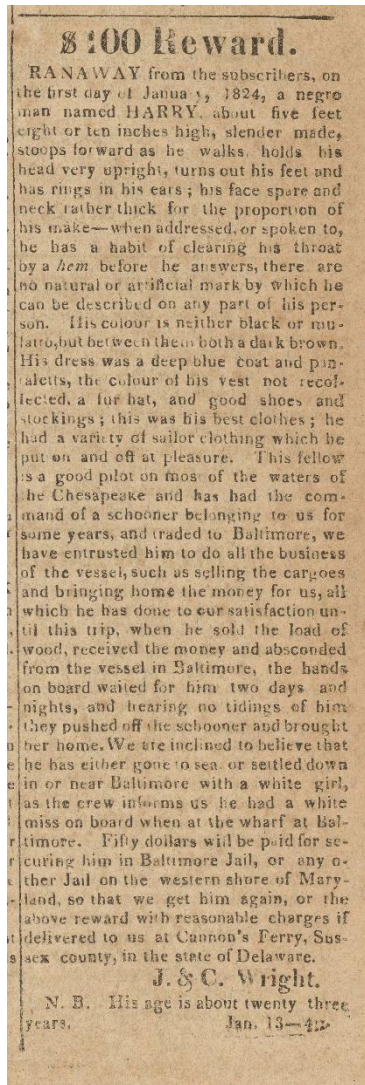 $100 Reward.
RANAWAY from the subscribers, on
the first day of January, 1824, a negro
man named HARRY, about five feet
eight or ten inches high, slender made,
stoops forward as he walks, holds his
head very upright, turns out his feet and
has rings in his ears; his face spare and
neck rather thick for the proportion of
his make—when addressed, or spoken to,
he has a habit of clearing his throat
by a hem before he answers, there are
no natural or artificial mark by which he
can be described on any part of his per-
son. His colour is neither black or mu-
latto, but between them both a dark brown.
His dress was a deep blue coat and pan-
taletts, the colour of his vest not recol-
lected, a fur hat, and good shoes and
stockings; this was his best clothes; he
had a variety of sailor clothing which he
put on and off at pleasure. This fellow
is a good pilot on mos of the waters of
the Chesapeake and has had the com-
mand of a schooner belonging to us for
some years, and traded to Baltimore, we
have entrusted him to do all the business
of the vessel, such as selling the cargoes
and bringing home the money for us, all
which he has done to our satisfaction un-
til this trip, when he sold the load of
wood, received the money and absconded
from the vessel in Baltimore, the hands
on board waited for him two days and
nights, and hearing no tidings of him
they pushed off the schooner and brought
her home. We are inclined to believe that
he has either gone to sea or settled down
in or near Baltimore with a white girl,
as the crew informs us he had a white
miss on board when at the wharf at Bal-
timore. Fifty dollars will be paid for se-
curing him in Baltimore Jail, or any o-
ther Jail on the western shore of Mary-
land, so that we get him again, or the
above reward with reasonable charges if
delivered to us at Cannon's Ferry, Sus-
sex county, in the state of Delaware.
J. & C. Wright.
N. B. His age is about twenty three
years. Jan. 13—4